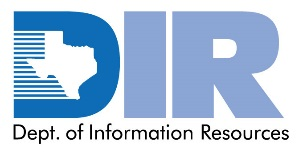 DIR
Dept. of Information Resources